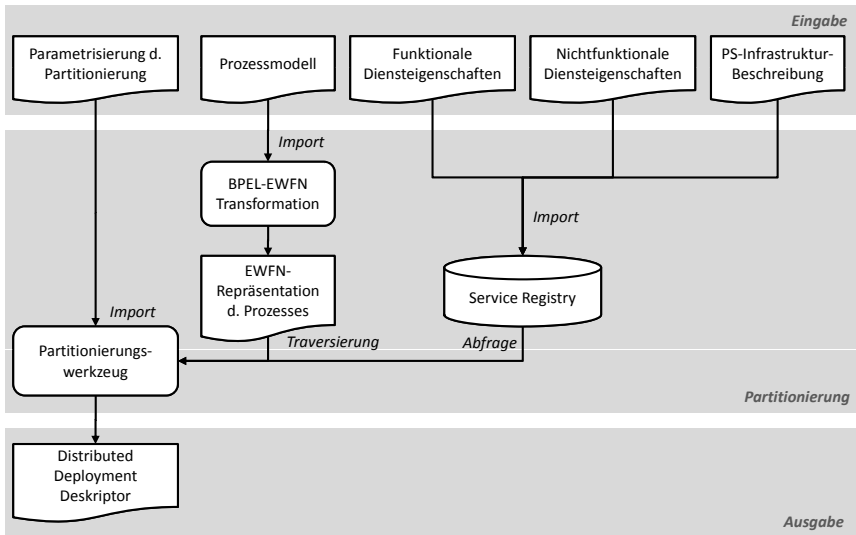 Eingabe
Parametrisierung d.
Partitionierung
Prozessmodell
Funktionale
Diensteigenschaften
Nichtfunktionale
Diensteigenschaften
PS-Infrastruktur-
Beschreibung
Import
BPEL-EWFN
Transformation
Import
EWFN-
Repräsentation
d. Prozesses
Service Registry
Import
Partitionierungs-
werkzeug
Traversierung
Abfrage
Partitionierung
Distributed
Deployment
Deskriptor
Ausgabe